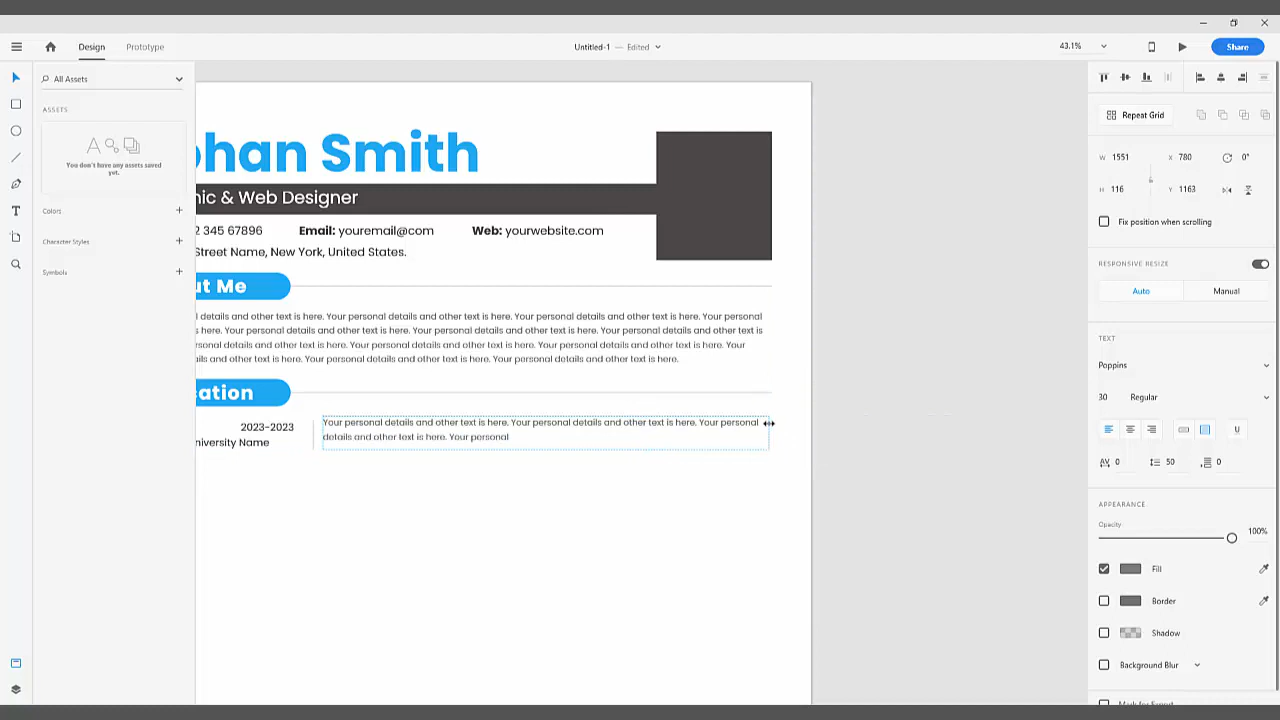 Design
Prototype
Untitled-1 — Edited
43.1%
Share
All Assets
ASSETS
You don't have any assets saved
yet.
Colors
Character Styles
Symbols
phan Smith
nic & Web Designer
2 345 67896
Email: youremail@com
Web: yourwebsite.com
Street Name, New York, United States.
ut Me
l details and other text is here. Your personal details and other text is here. Your personal details and other text is here. Your personal
s here. Your personal details and other text is here. Your personal details and other text is here. Your personal details and other text is
rsonal details and other text is here. Your personal details and other text is here. Your personal details and other text is here. Your
ails and other text is here. Your personal details and other text is here. Your personal details and other text is here.
cation
2023-2023
niversity Name
Your personal details and other text is here. Your personal details and other text is here. Your personal
details and other text is here. Your personal
Repeat Grid
W 1551
X 780
0°
H 116
Y 1163
Fix position when scrolling
RESPONSIVE RESIZE
Auto
Manual
TEXT
Poppins
30
Regular
U
AV 0
50
0
APPEARANCE
Opacity
100%
Fill
Border
Shadow
Background Blur
Mark for Export